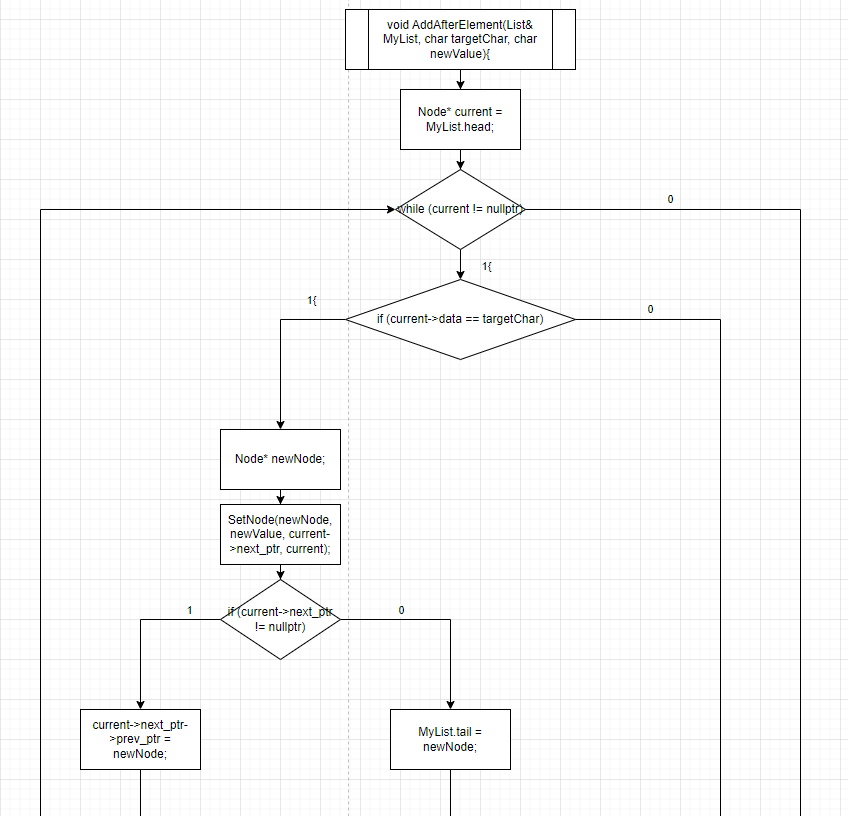 void AddAfterElement(List&
MyList, char targetChar, char
newValue){
Node* current =
MyList.head;
while (current != nullptr)
0
1{
1{
if (current->data == targetChar)
0
Node* newNode;
SetNode(newNode,
newValue, current-
>next_ptr, current);
1
if (current->next_ptr
!= nullptr)
0
current->next_ptr-
>prev_ptr =
newNode;
MyList.tail =
newNode;